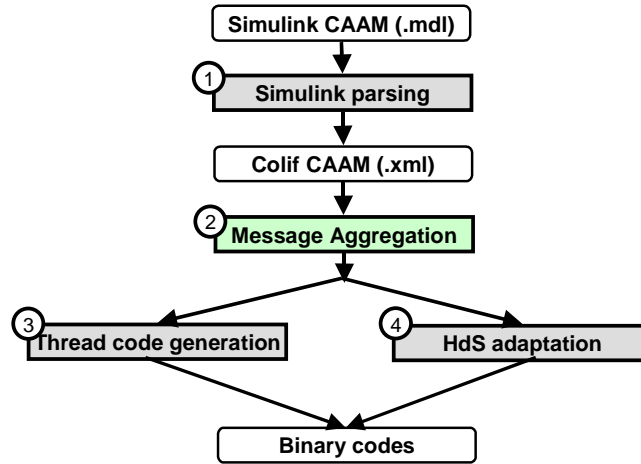 Simulink CAAM (.mdl)
1
Simulink parsing
Colif CAAM (.xml)
2
Message Aggregation
3
Thread code generation
4
HdS adaptation
Binary codes